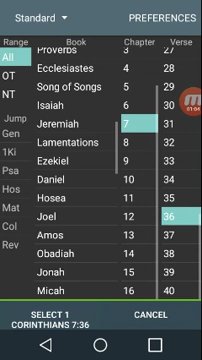 Standard PREFERENCES
Range Book Chapter Verse
All Proverbs 3 27
OT Ecclesiastes 4 28
NT Song of Songs 5 29
Isaiah 6 30
Jump Jeremiah 7 31
Gen Lamentations 8 32
1Ki Ezekiel 9 33
Psa Daniel 10 34
Hos Hosea 11 35
Mat Joel 12 36
Col Amos 13 37
Rev Obadiah 14 38
Jonah 15 39
Micah 16 40
SELECT 1 CANCEL
CORINTHIANS 7:36